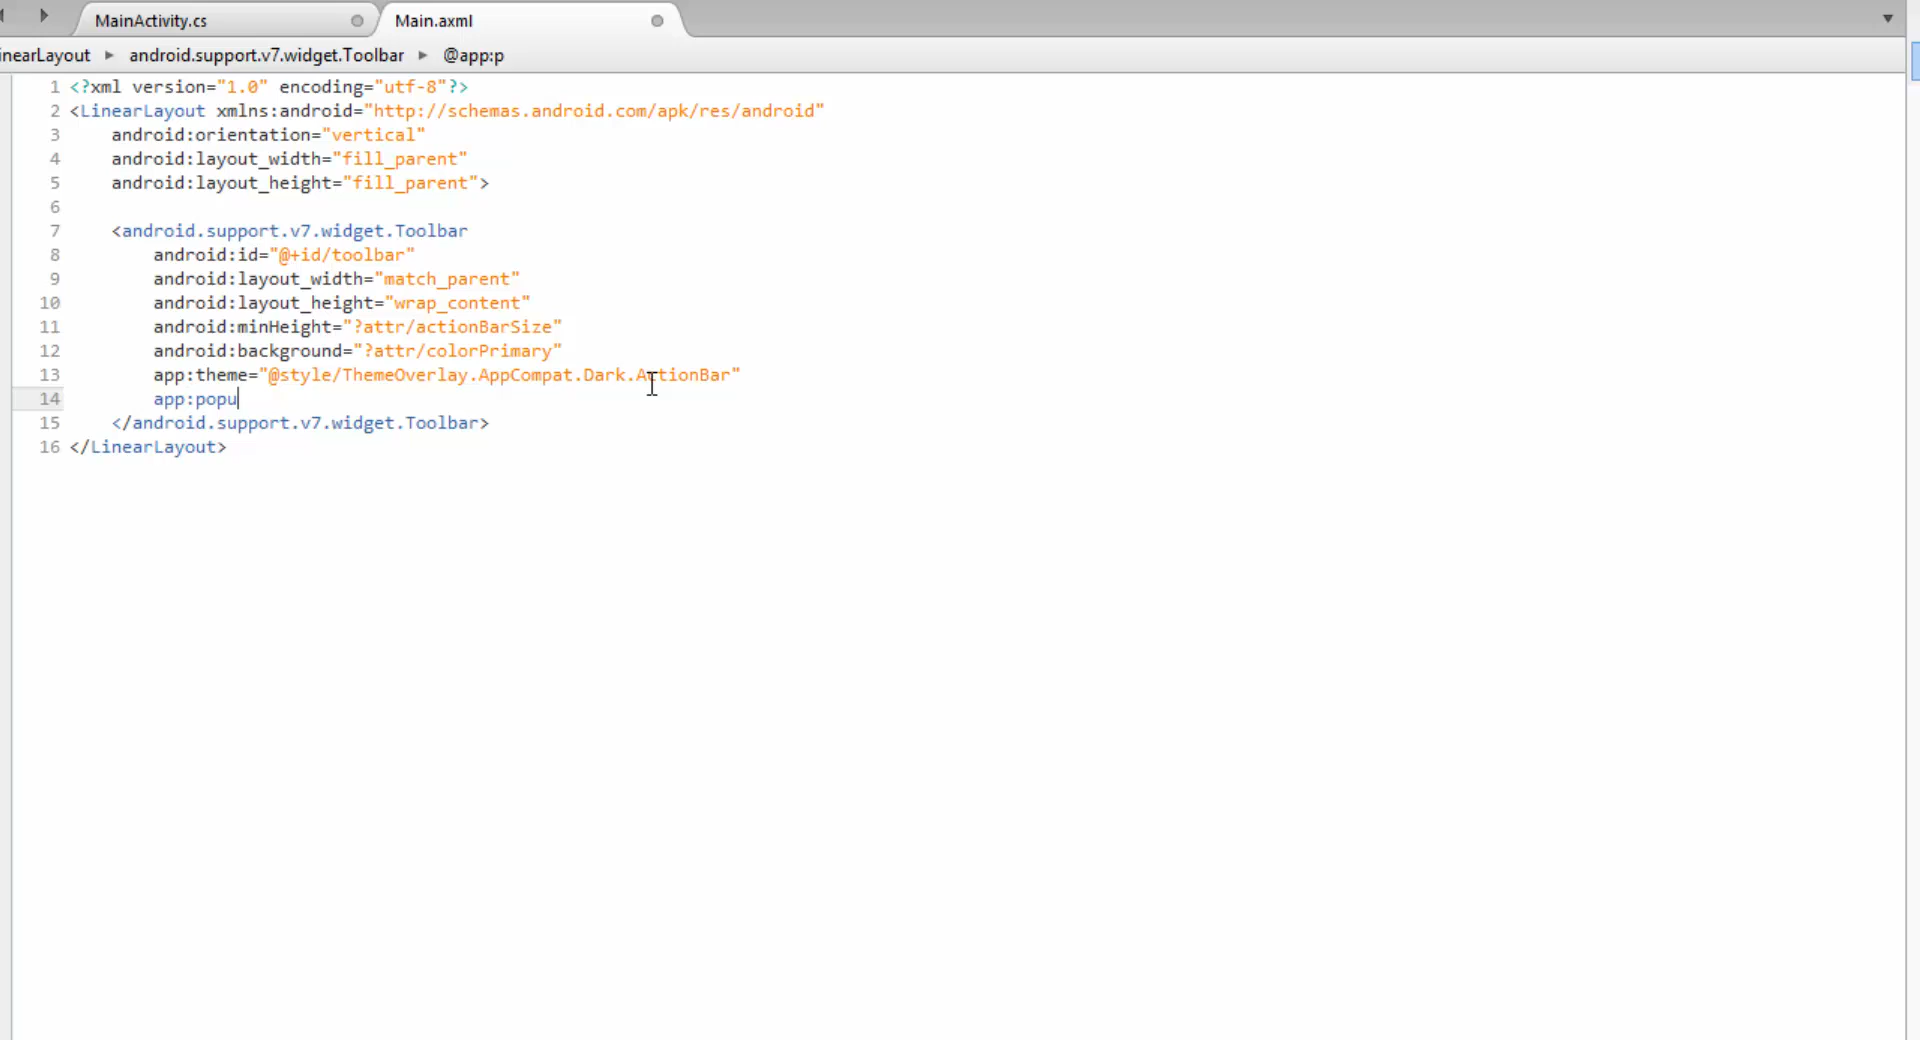 MainActivity.cs Main.axml
inearLayout android.support.v7.widget.Toolbar @app:p
1 <?xml version="1.0" encoding="utf-8"?>
2 <LinearLayout xmlns:android="http://schemas.android.com/apk/res/android"
3 android:orientation="vertical"
4 android:layout_width="fill_parent"
5 android:layout_height="fill_parent">
6
7 <android.support.v7.widget.Toolbar
8 android:id="@+id/toolbar"
9 android:layout_width="match_parent"
10 android:layout_height="wrap_content"
11 android:minHeight="?attr/actionBarSize"
12 android:background="?attr/colorPrimary"
13 app:theme="@style/ThemeOverlay.AppCompat.Dark.ActionBar"
14 app:popu
15 </android.support.v7.widget.Toolbar>
16 </LinearLayout>